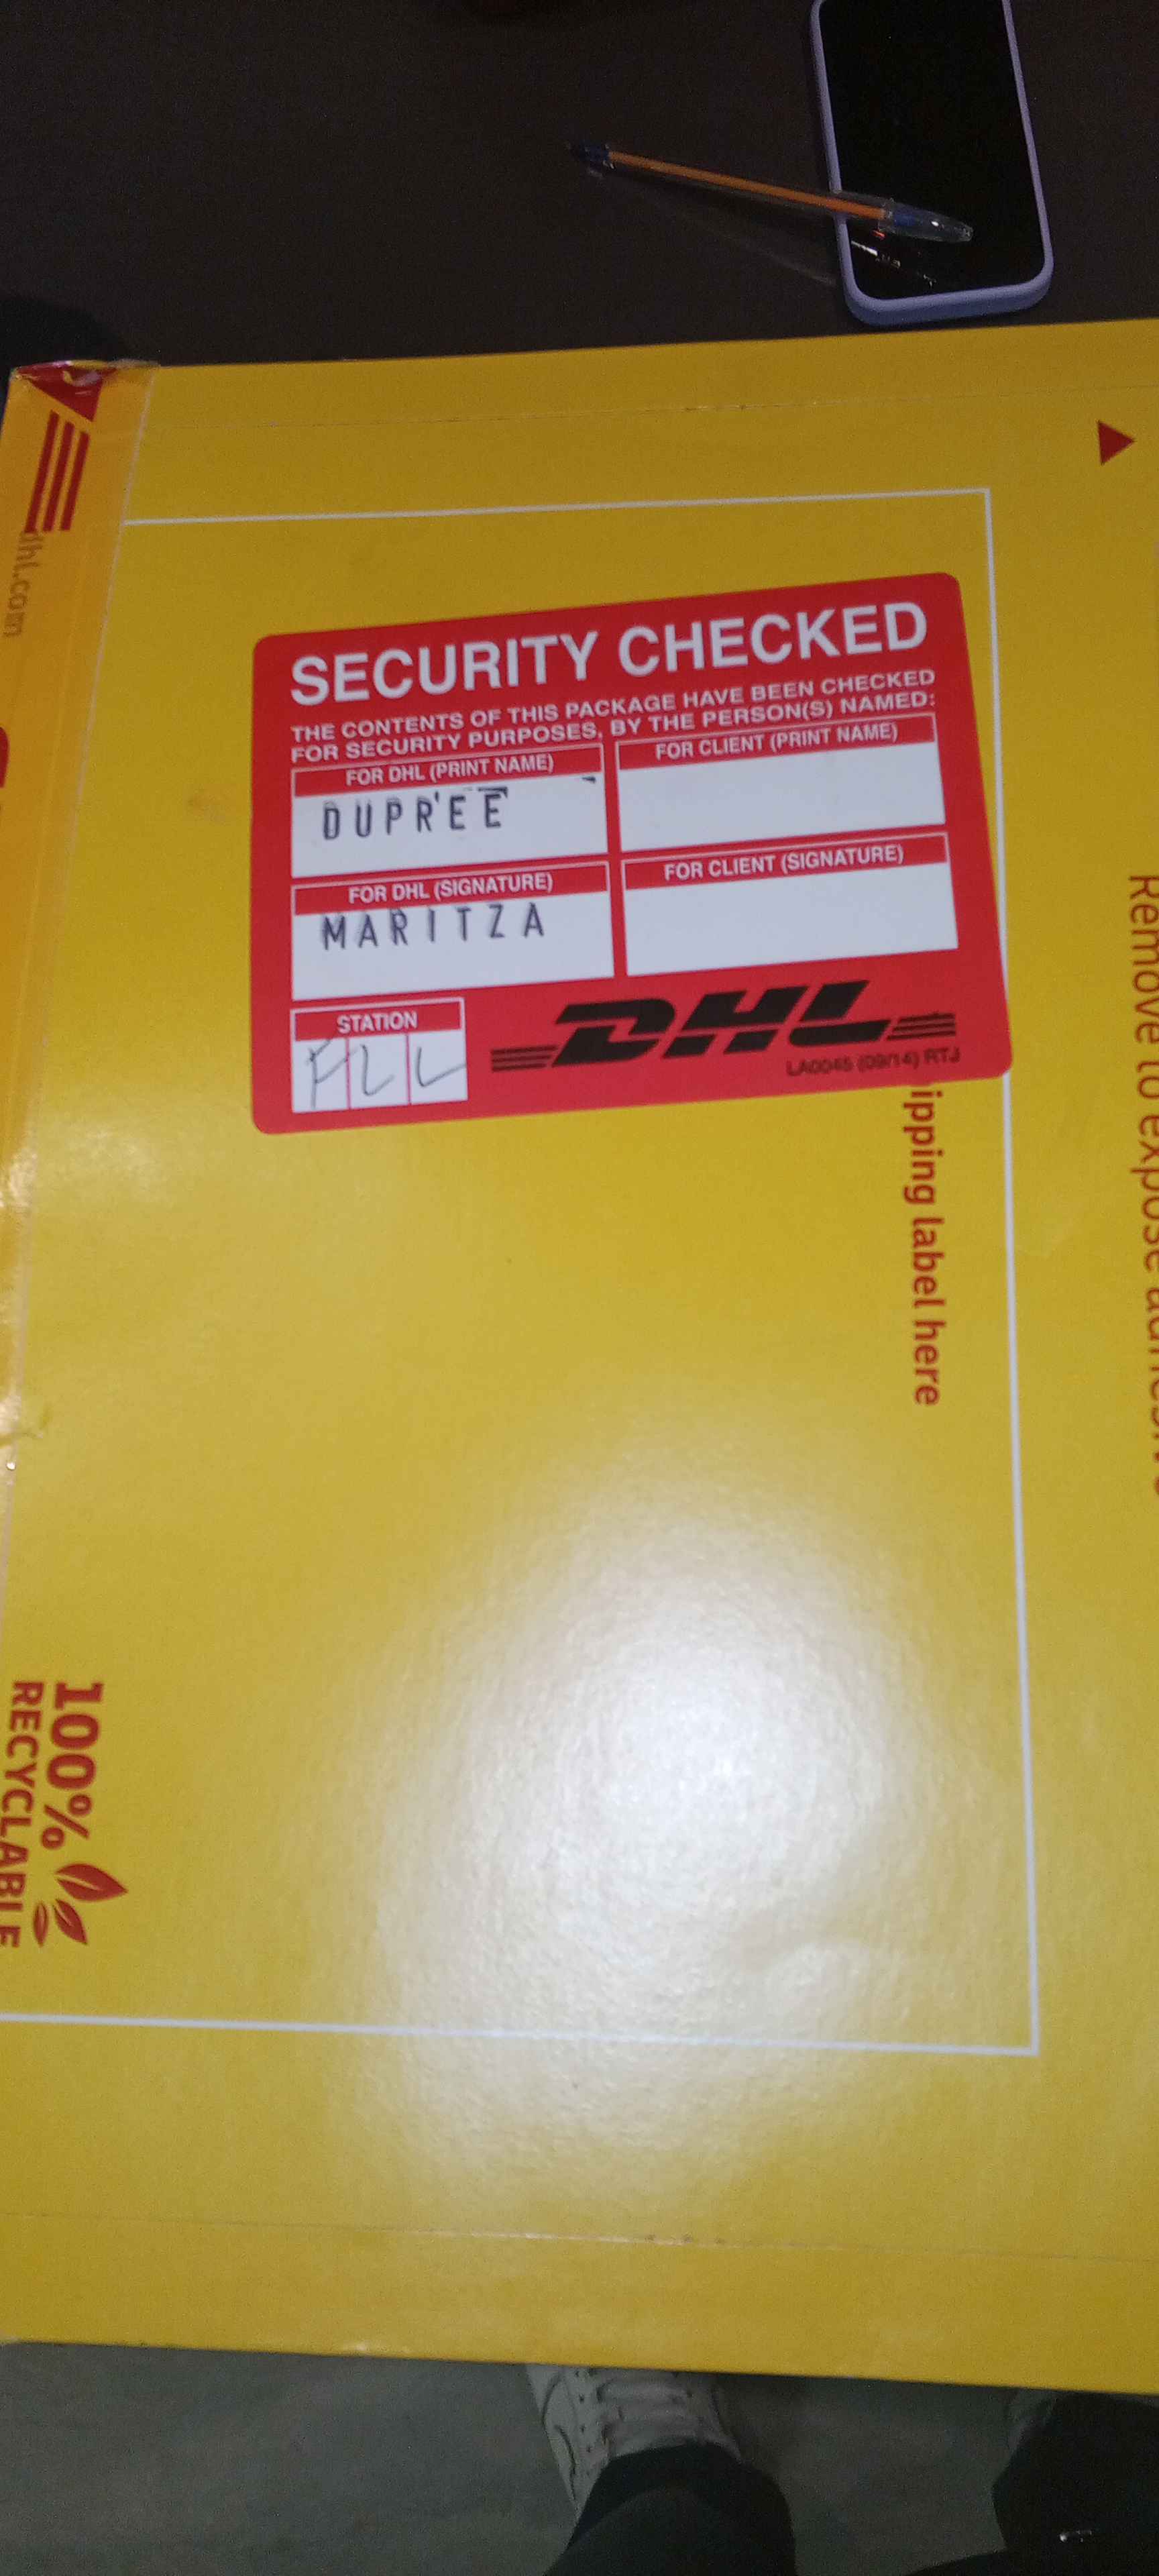 dhl.com
SECURITY CHECKED
THE CONTENTS OF THIS PACKAGE HAVE BEEN CHECKED
FOR SECURITY PURPOSES, BY THE PERSON(S) NAMED:
FOR DHL (PRINT NAME)
DUPREE
FOR CLIENT (PRINT NAME)
FOR DHL (SIGNATURE)
MARITZA
FOR CLIENT (SIGNATURE)
STATION
FLL
DHL
LA0045 (09/14) RTJ
label here
Remove to expose
100%
RECYCLABLE